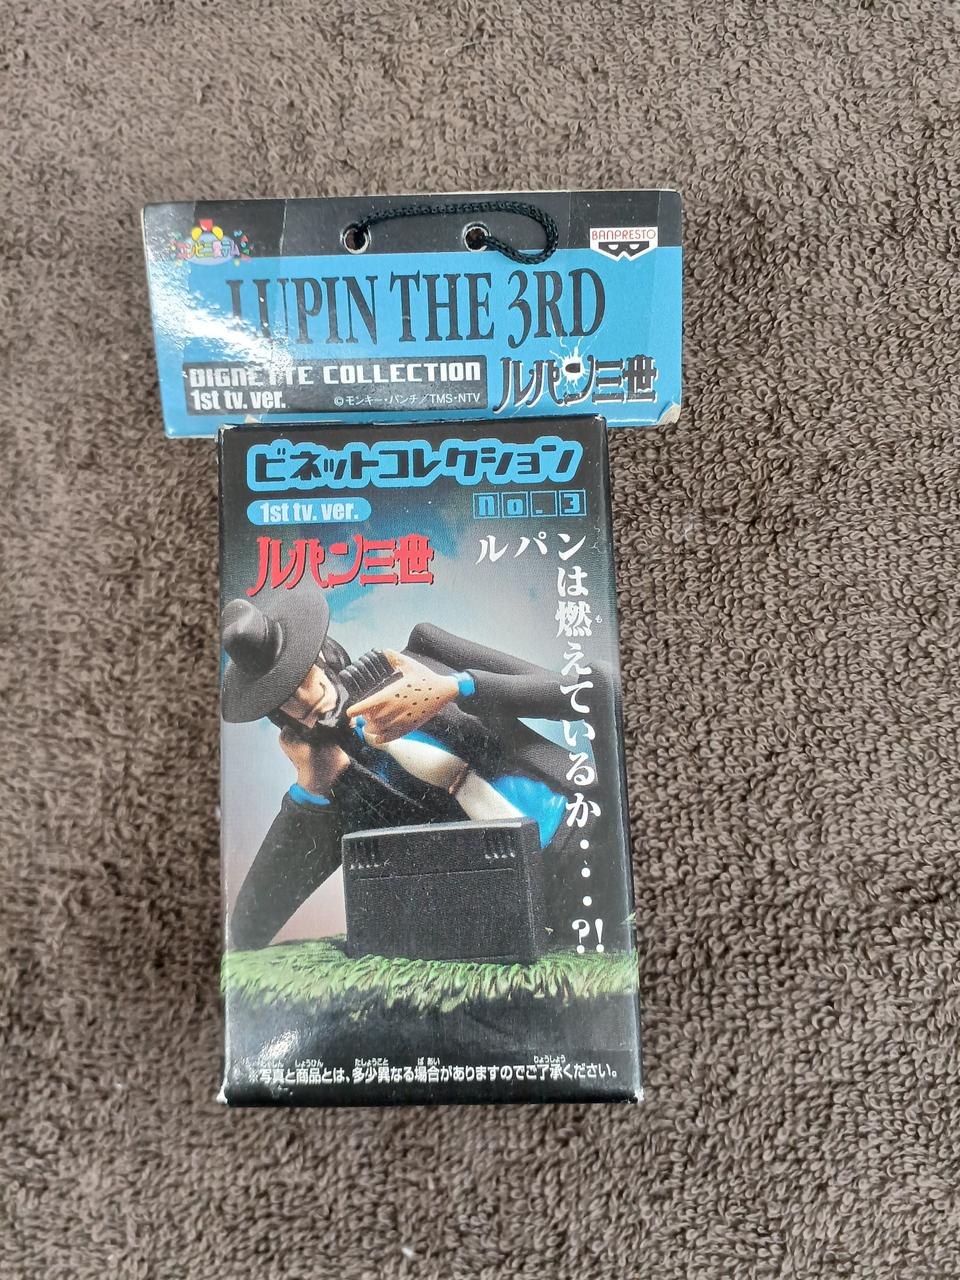 BANPRESTO
LUPIN THE 3RD
BIGNETTE COLLECTION
1st tv. ver.
©モンキー・パンチ/TMS・NTV
ルパン三世
ビネットコレクション
1st tv. ver.
no.3
ルパン三世
ルパン
は燃えているか・・・・?!
も
※写真と商品とは、多少異なる場合がありますのでご了承ください。